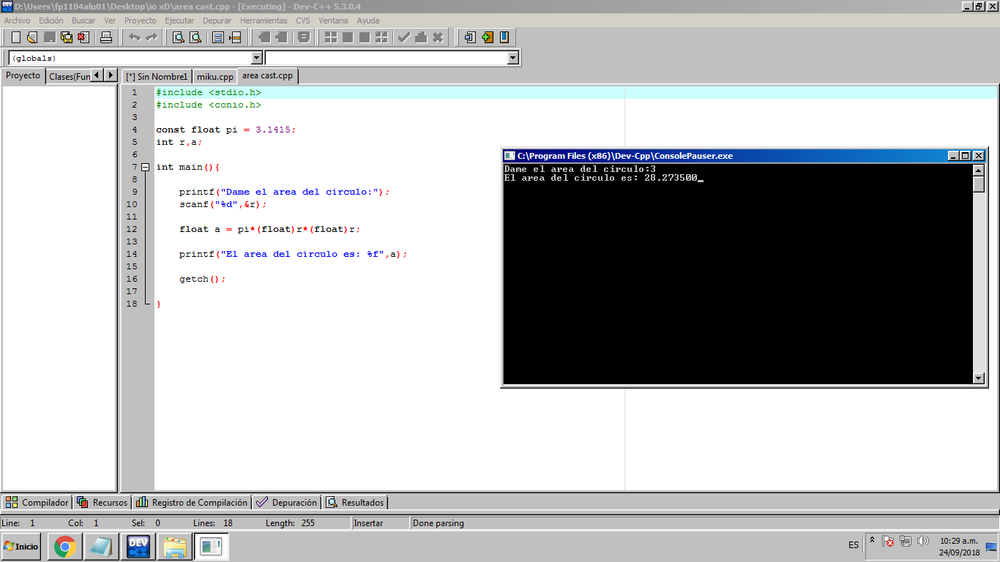 D:\Users\fp1104alu01\Desktop\io xD\area cast.cpp - [Executing] - Dev-C++ 5.3.0.4
Archivo Edición Buscar Ver Proyecto Ejecutar Depurar Herramientas CVS Ventana Ayuda
(globals)
Proyecto Clases(Fun [*] Sin Nombre1 miku.cpp area cast.cpp
1 #include <stdio.h>
2 #include <conio.h>
3
4 const float pi = 3.1415;
5 int r,a;
6
7 int main(){
8
9 printf("Dame el area del circulo:");
10 scanf("%d",&r);
11
12 float a = pi*(float)r*(float)r;
13
14 printf("El area del circulo es: %f",a);
15
16 getch();
17
18 }
C:\Program Files (x86)\Dev-Cpp\ConsolePauser.exe
Dame el area del circulo:3
El area del circulo es: 28.273500_
Compilador Recursos Registro de Compilación Depuración Resultados
Line: 1 Col: 1 Sel: 0 Lines: 18 Length: 255 Insertar Done parsing
Inicio DEV C++ ES 10:29 a.m.
24/09/2018